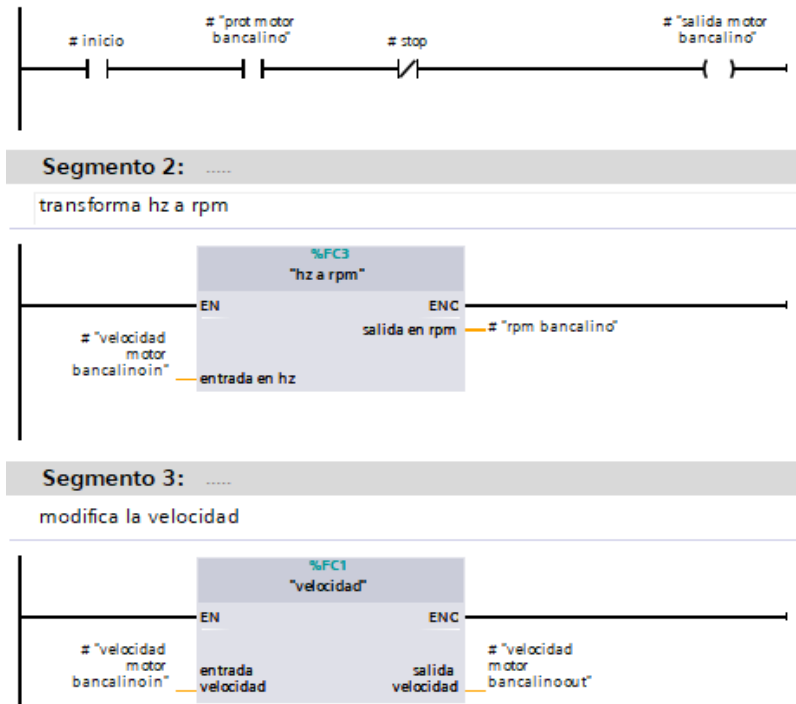 # inicio
# "prot motor
bancalino"
# stop
# "salida motor
bancalino"
Segmento 2: .....
transforma hz a rpm
%FC3
"hz a rpm"
EN
ENO
salida en rpm
# "rpm bancalino"
# "velocidad
motor
bancalinoin"
entrada en hz
Segmento 3: .....
modifica la velocidad
%FC1
"velocidad"
EN
ENO
# "velocidad
motor
bancalinoin"
entrada
velocidad
salida
velocidad
# "velocidad
motor
bancalinoout"